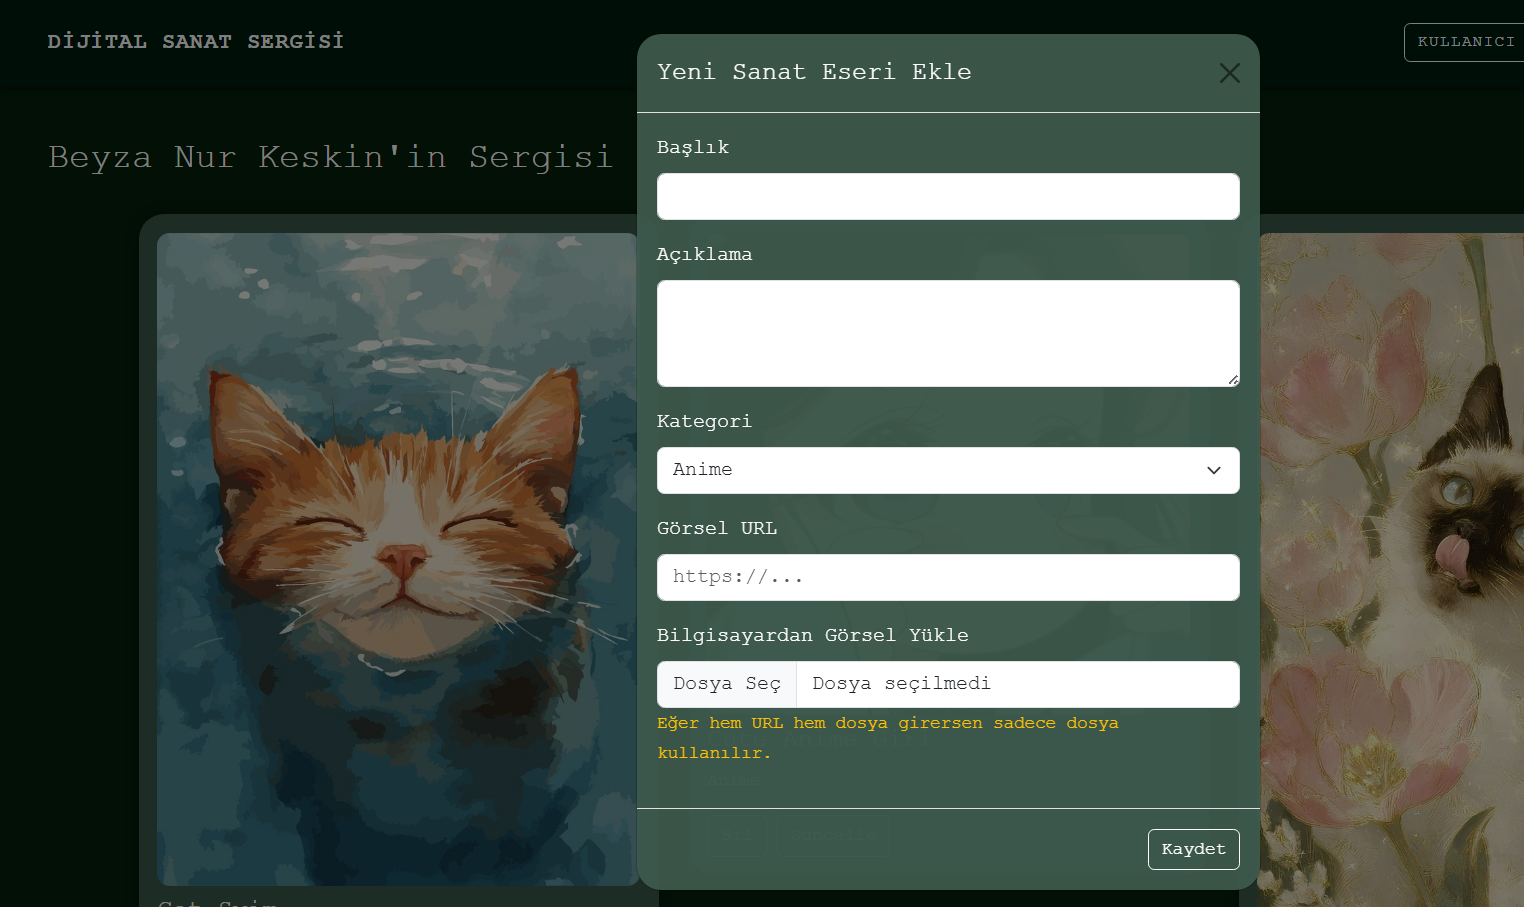 DİJİTAL SANAT SERGİSİ
KULLANICI
Beyza Nur Keskin'in Sergisi
Yeni Sanat Eseri Ekle
Başlık
Açıklama
Kategori
Anime
Görsel URL
https://...
Bilgisayardan Görsel Yükle
Dosya Seç
Dosya seçilmedi
Eğer hem URL hem dosya girersen sadece dosya
kullanılır.
Kaydet